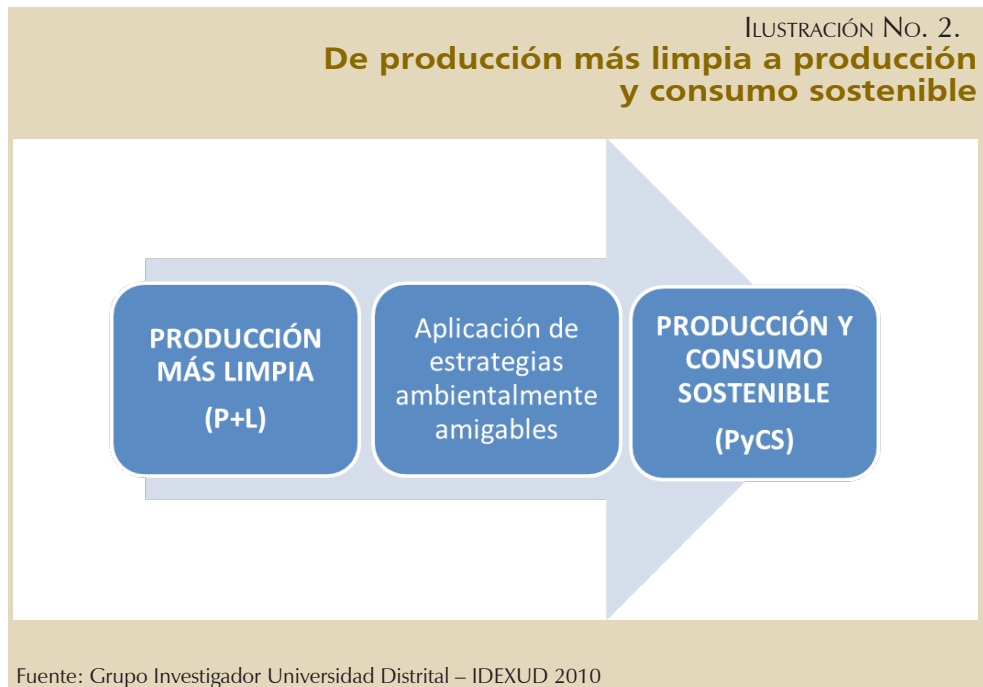 Ilustración No. 2.
De producción más limpia a producción
y consumo sostenible
PRODUCCIÓN
MÁS LIMPIA
(P+L)
Aplicación de
estrategias
ambientalmente
amigables
PRODUCCIÓN Y
CONSUMO
SOSTENIBLE
(PyCS)
Fuente: Grupo Investigador Universidad Distrital – IDEXUD 2010